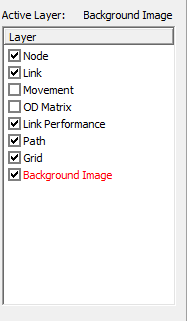 Active Layer: Background Image
Layer
Node
Link
Movement
OD Matrix
Link Performance
Path
Grid
Background Image